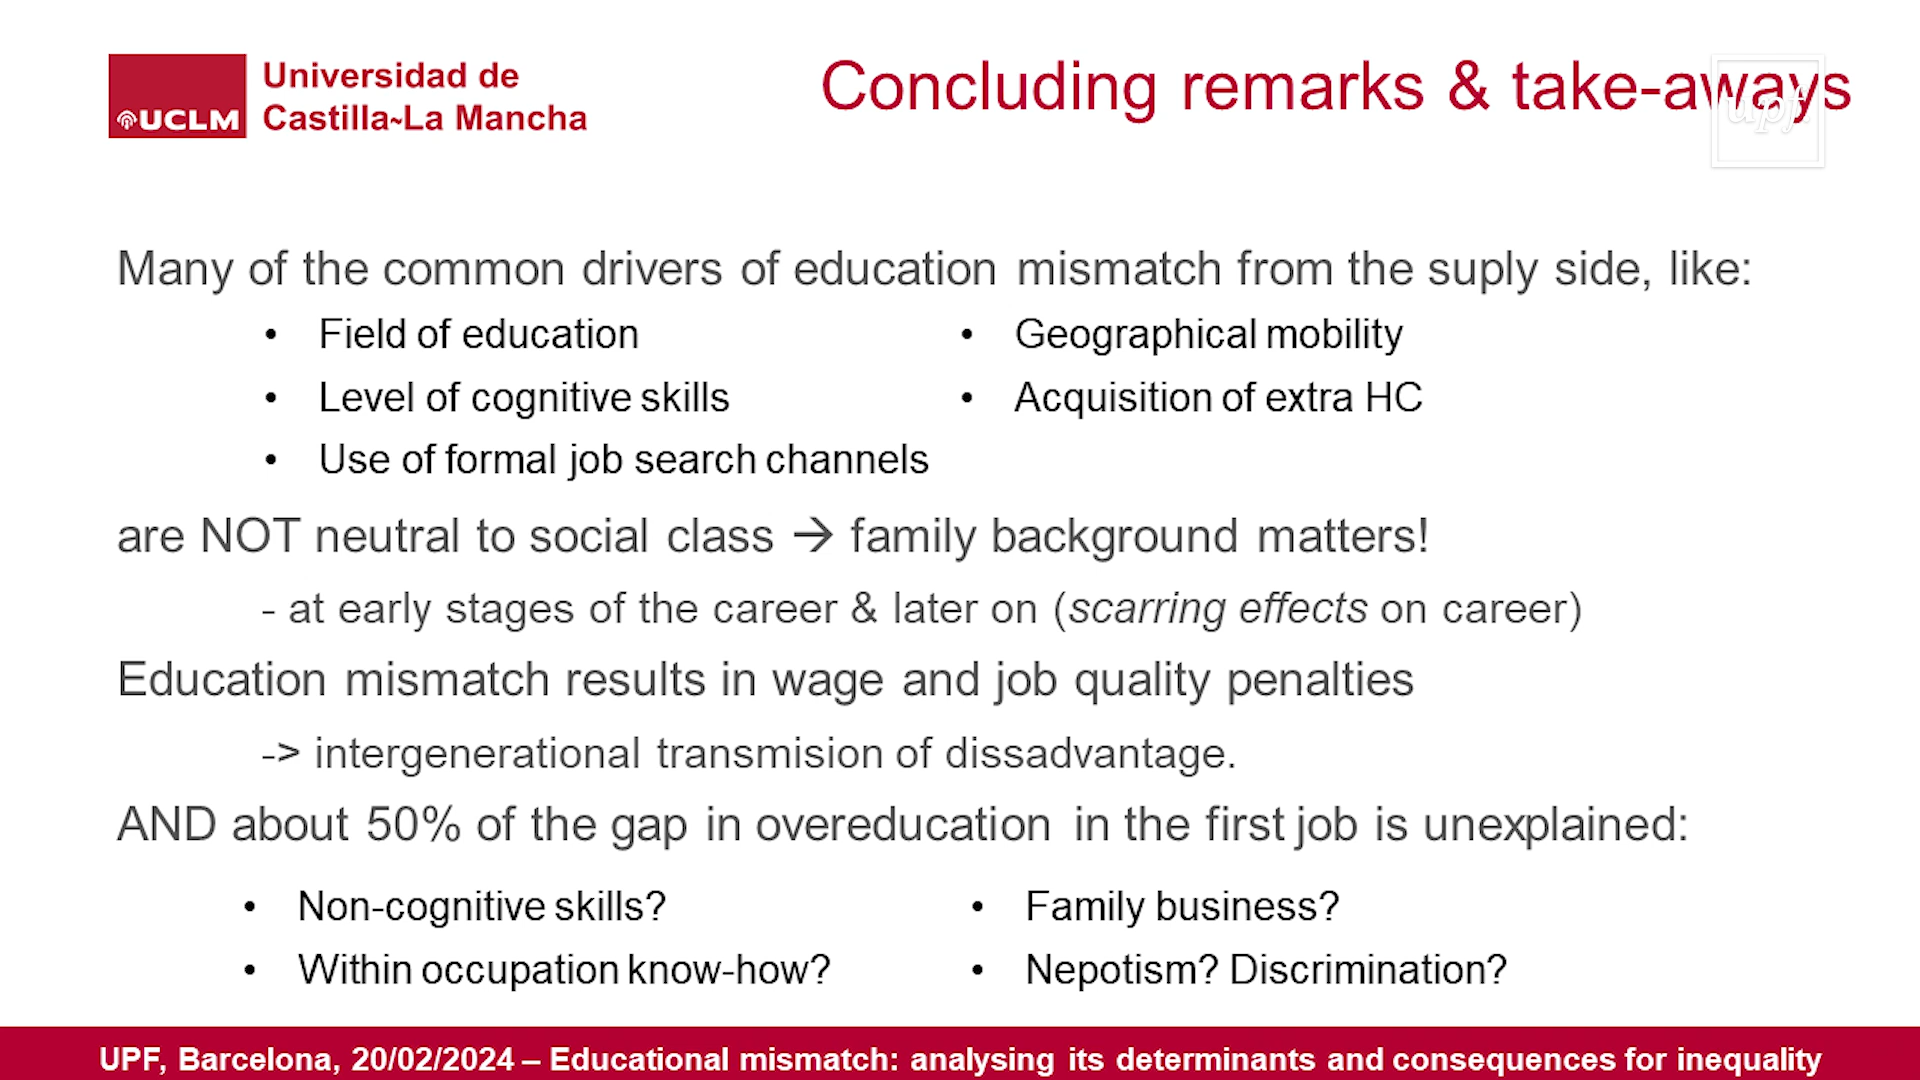 UCLM
Universidad de
Castilla~La Mancha
Concluding remarks & take-aways
upf.
Many of the common drivers of education mismatch from the suply side, like:
• Field of education
• Level of cognitive skills
• Use of formal job search channels
• Geographical mobility
• Acquisition of extra HC
are NOT neutral to social class → family background matters!
- at early stages of the career & later on (scarring effects on career)
Education mismatch results in wage and job quality penalties
-> intergenerational transmision of dissadvantage.
AND about 50% of the gap in overeducation in the first job is unexplained:
• Non-cognitive skills?
• Within occupation know-how?
• Family business?
• Nepotism? Discrimination?
UPF, Barcelona, 20/02/2024 – Educational mismatch: analysing its determinants and consequences for inequality